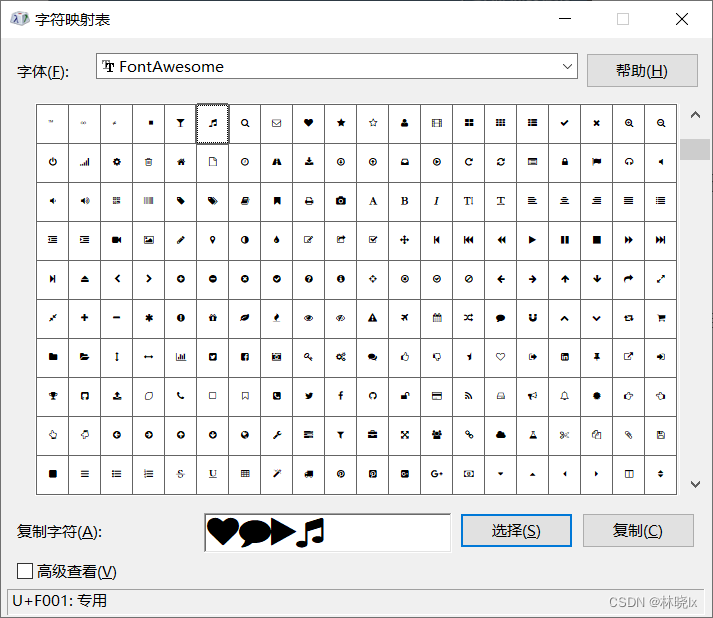 字符映射表
字体(F):
FontAwesome
帮助(H)
复制字符(A):
选择(S)
复制(C)
高级查看(V)
U+F001: 专用
CSDN @林晓lx